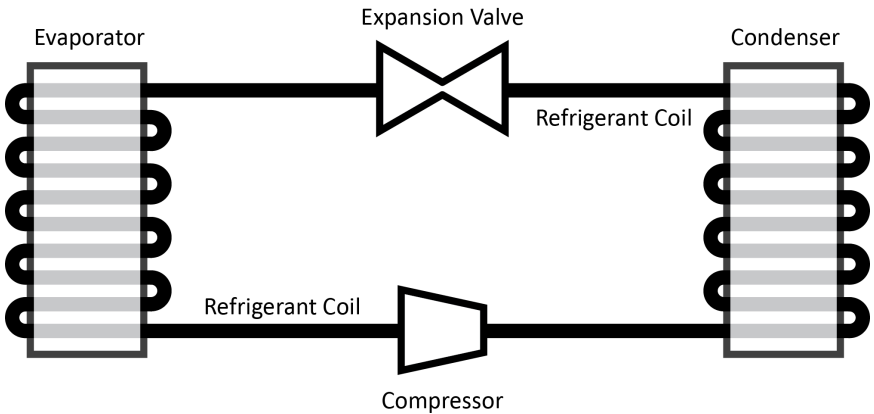 Expansion Valve
Evaporator
Condenser
Refrigerant Coil
Refrigerant Coil
Compressor